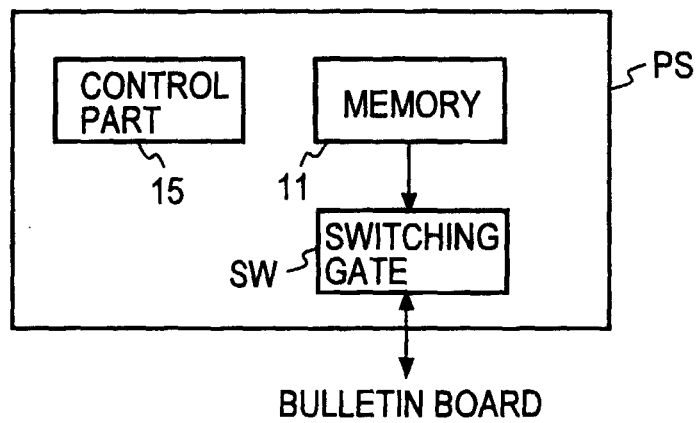 CONTROL
PART
MEMORY
PS
15
11
SWITCHING
GATE
SW
BULLETIN BOARD